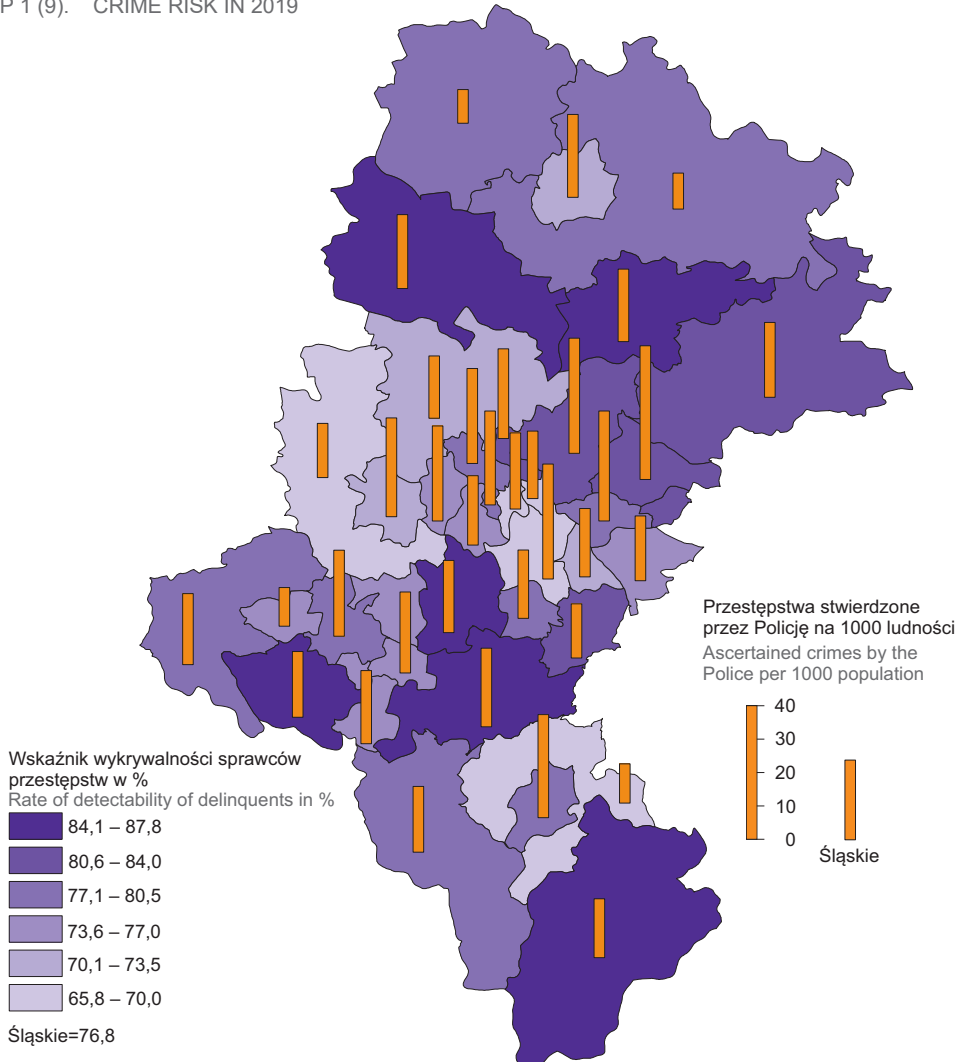 P 1 (9). CRIME RISK IN 2019
Przestępstwa stwierdzone
przez Policję na 1000 ludności
Ascertained crimes by the
Police per 1000 population
40
30
20
10
0
Śląskie
Wskaźnik wykrywalności sprawców
przestępstw w %
Rate of detectability of delinquents in %
84,1 – 87,8
80,6 – 84,0
77,1 – 80,5
73,6 – 77,0
70,1 – 73,5
65,8 – 70,0
Śląskie=76,8